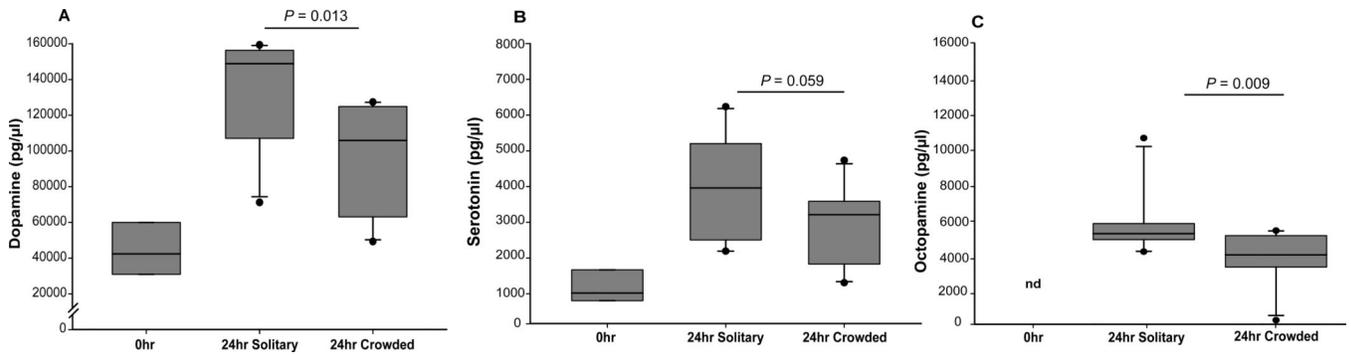 A
P = 0.013
Dopamine (pg/µl)
160000
140000
120000
100000
80000
60000
40000
20000
0
0hr
24hr Solitary
24hr Crowded
B
P = 0.059
Serotonin (pg/µl)
8000
7000
6000
5000
4000
3000
2000
1000
0
0hr
24hr Solitary
24hr Crowded
C
P = 0.009
Octopamine (pg/µl)
16000
14000
12000
10000
8000
6000
4000
2000
0
nd
0hr
24hr Solitary
24hr Crowded